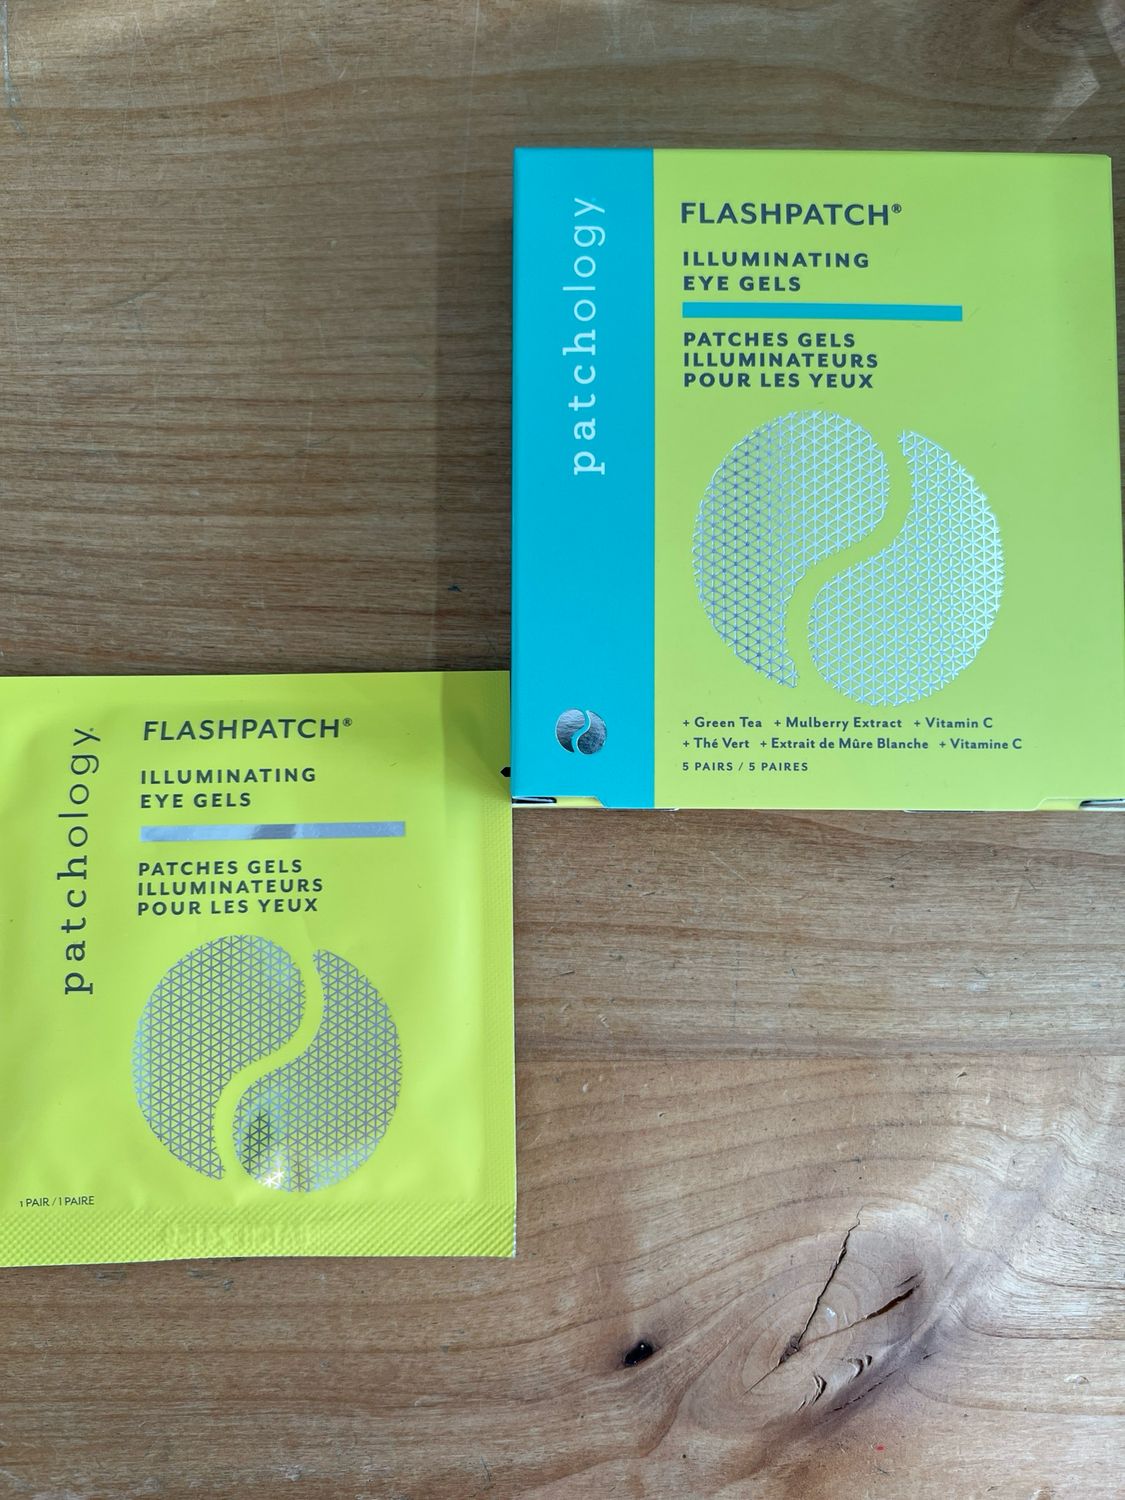 patchology
FLASHPATCH®
ILLUMINATING
EYE GELS
PATCHES GELS
ILLUMINATEURS
POUR LES YEUX
+ Green Tea + Mulberry Extract + Vitamin C
+ Thé Vert + Extrait de Mûre Blanche + Vitamine C
5 PAIRS / 5 PAIRES
patchology
FLASHPATCH®
ILLUMINATING
EYE GELS
PATCHES GELS
ILLUMINATEURS
POUR LES YEUX
1 PAIR / 1 PAIRE